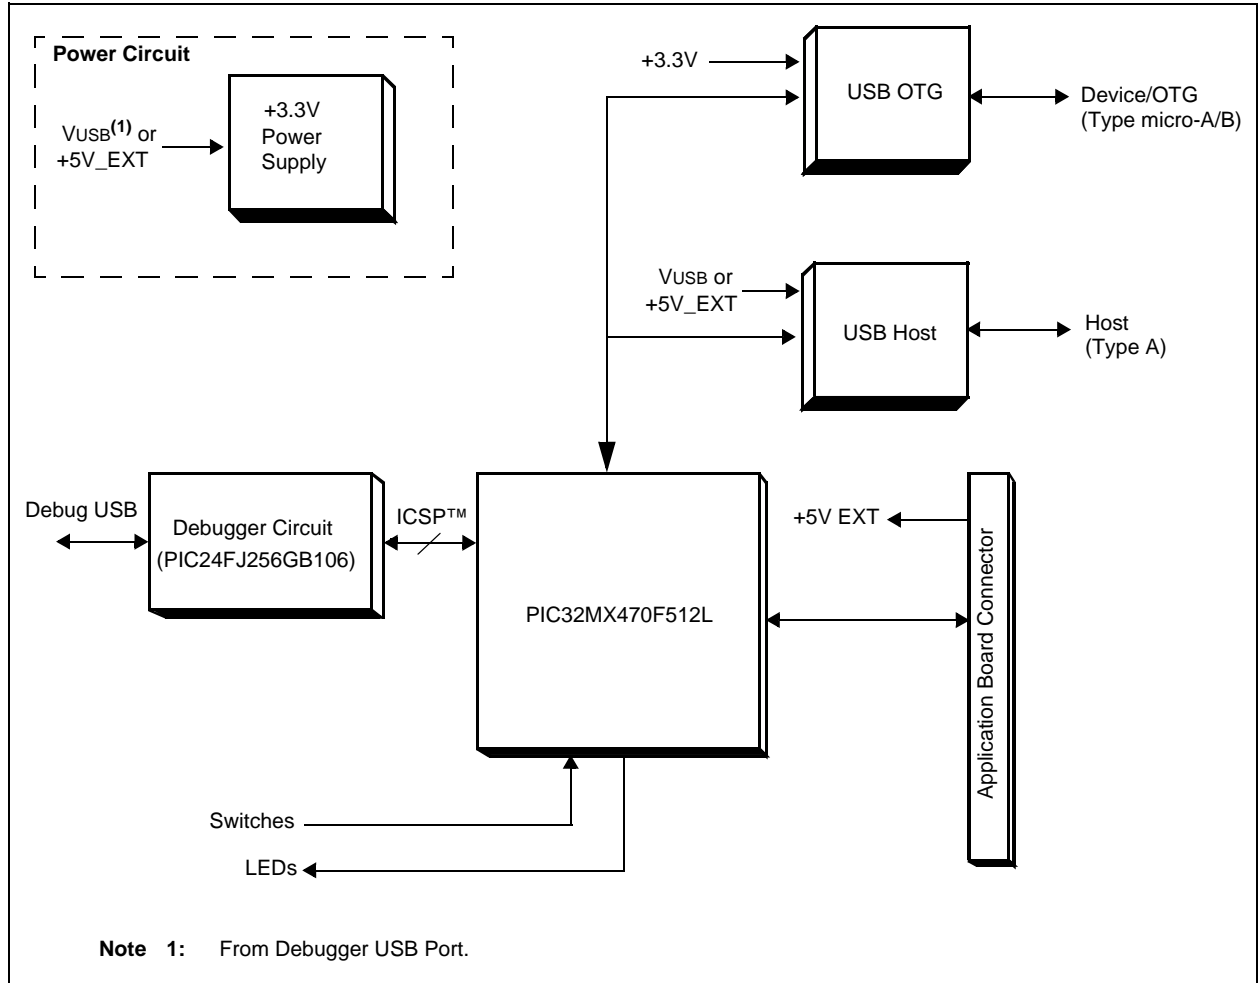 Power Circuit
+3.3V
Power
Supply
VUSB(1) or
+5V_EXT
+3.3V
USB OTG
Device/OTG
(Type micro-A/B)
VUSB or
+5V_EXT
USB Host
Host
(Type A)
Debug USB
Debugger Circuit
(PIC24FJ256GB106)
ICSP™
PIC32MX470F512L
+5V EXT
Application Board Connector
Switches
LEDs
Note 1: From Debugger USB Port.